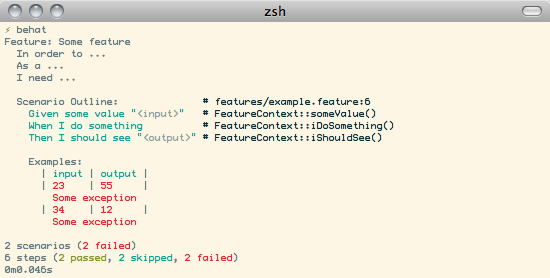 zsh
⚡ behat
Feature: Some feature
  In order to ...
  As a ...
  I need ...

  Scenario Outline:             # features/example.feature:6
    Given some value "<input>"   # FeatureContext::someValue()
    When I do something          # FeatureContext::iDoSomething()
    Then I should see "<output>" # FeatureContext::iShouldSee()

    Examples:
      | input | output |
      | 23    | 55     |
        Some exception
      | 34    | 12     |
        Some exception

2 scenarios (2 failed)
6 steps (2 passed, 2 skipped, 2 failed)
0m0.046s